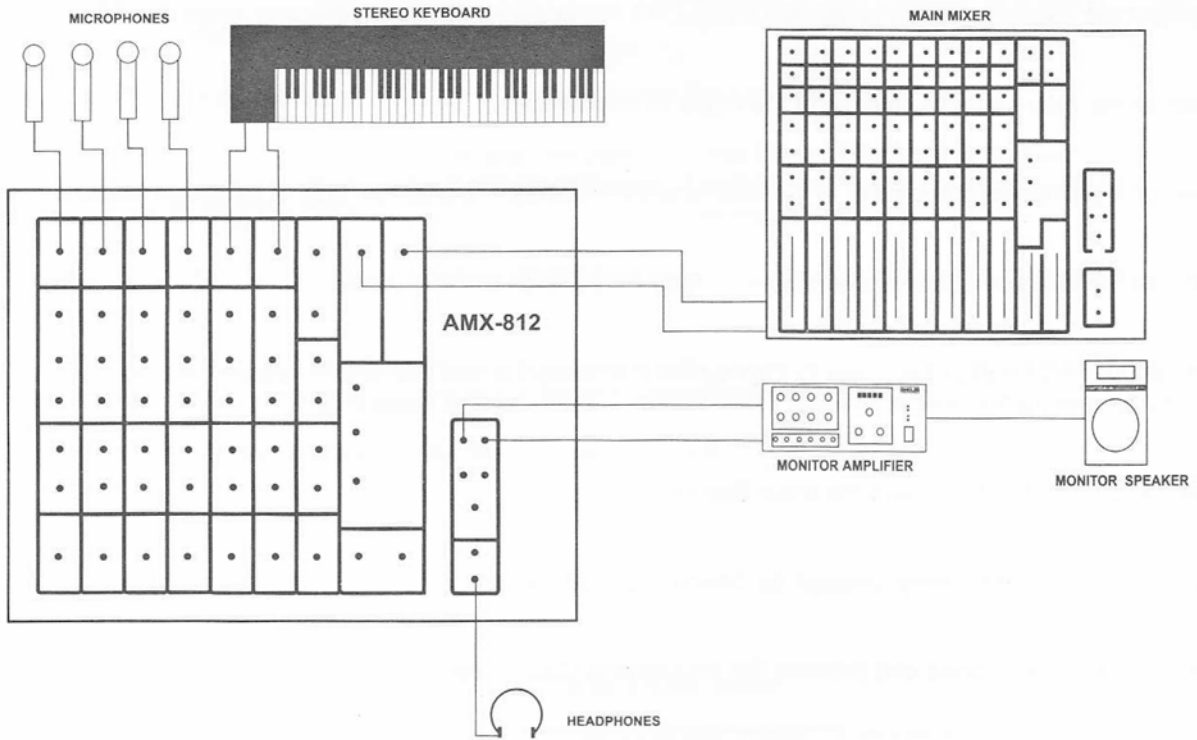 MICROPHONES
STEREO KEYBOARD
MAIN MIXER
AMX-812
MONITOR AMPLIFIER
MONITOR SPEAKER
HEADPHONES